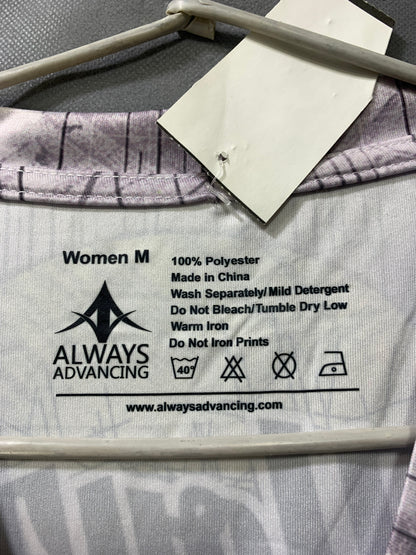 Women M
100% Polyester
Made in China
Wash Separately/Mild Detergent
Do Not Bleach/Tumble Dry Low
Warm Iron
Do Not Iron Prints
ALWAYS
ADVANCING
40°
www.alwaysadvancing.com